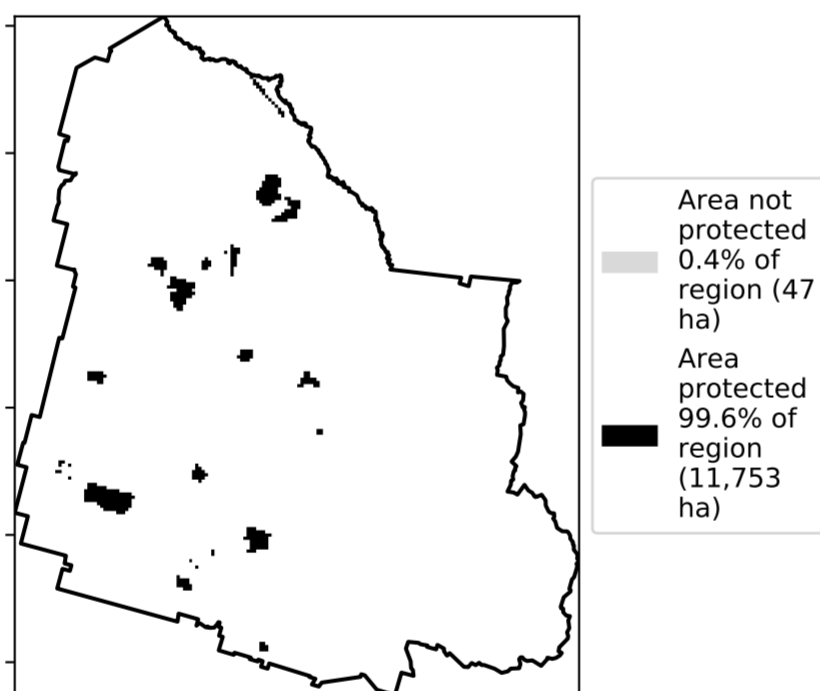 Area not
protected
0.4% of
region (47
ha)
Area
protected
99.6% of
region
(11,753
ha)